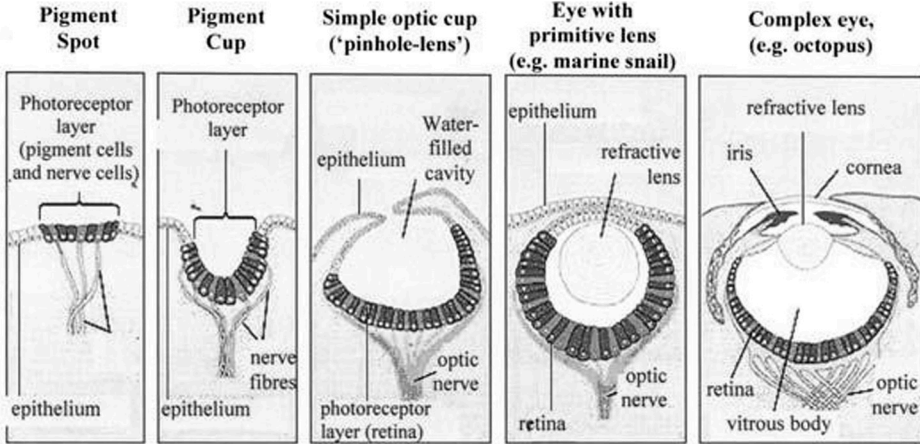 Pigment
Spot
Pigment
Cup
Simple optic cup
('pinhole-lens')
Eye with
primitive lens
(e.g. marine snail)
Complex eye,
(e.g. octopus)
Photoreceptor
layer
(pigment cells
and nerve cells)
epithelium
Photoreceptor
layer
nerve
fibres
epithelium
Water-
filled
cavity
epithelium
optic
nerve
photoreceptor
layer (retina)
epithelium
refractive
lens
optic
nerve
retina
refractive lens
iris
cornea
retina
optic
nerve
vitrous body